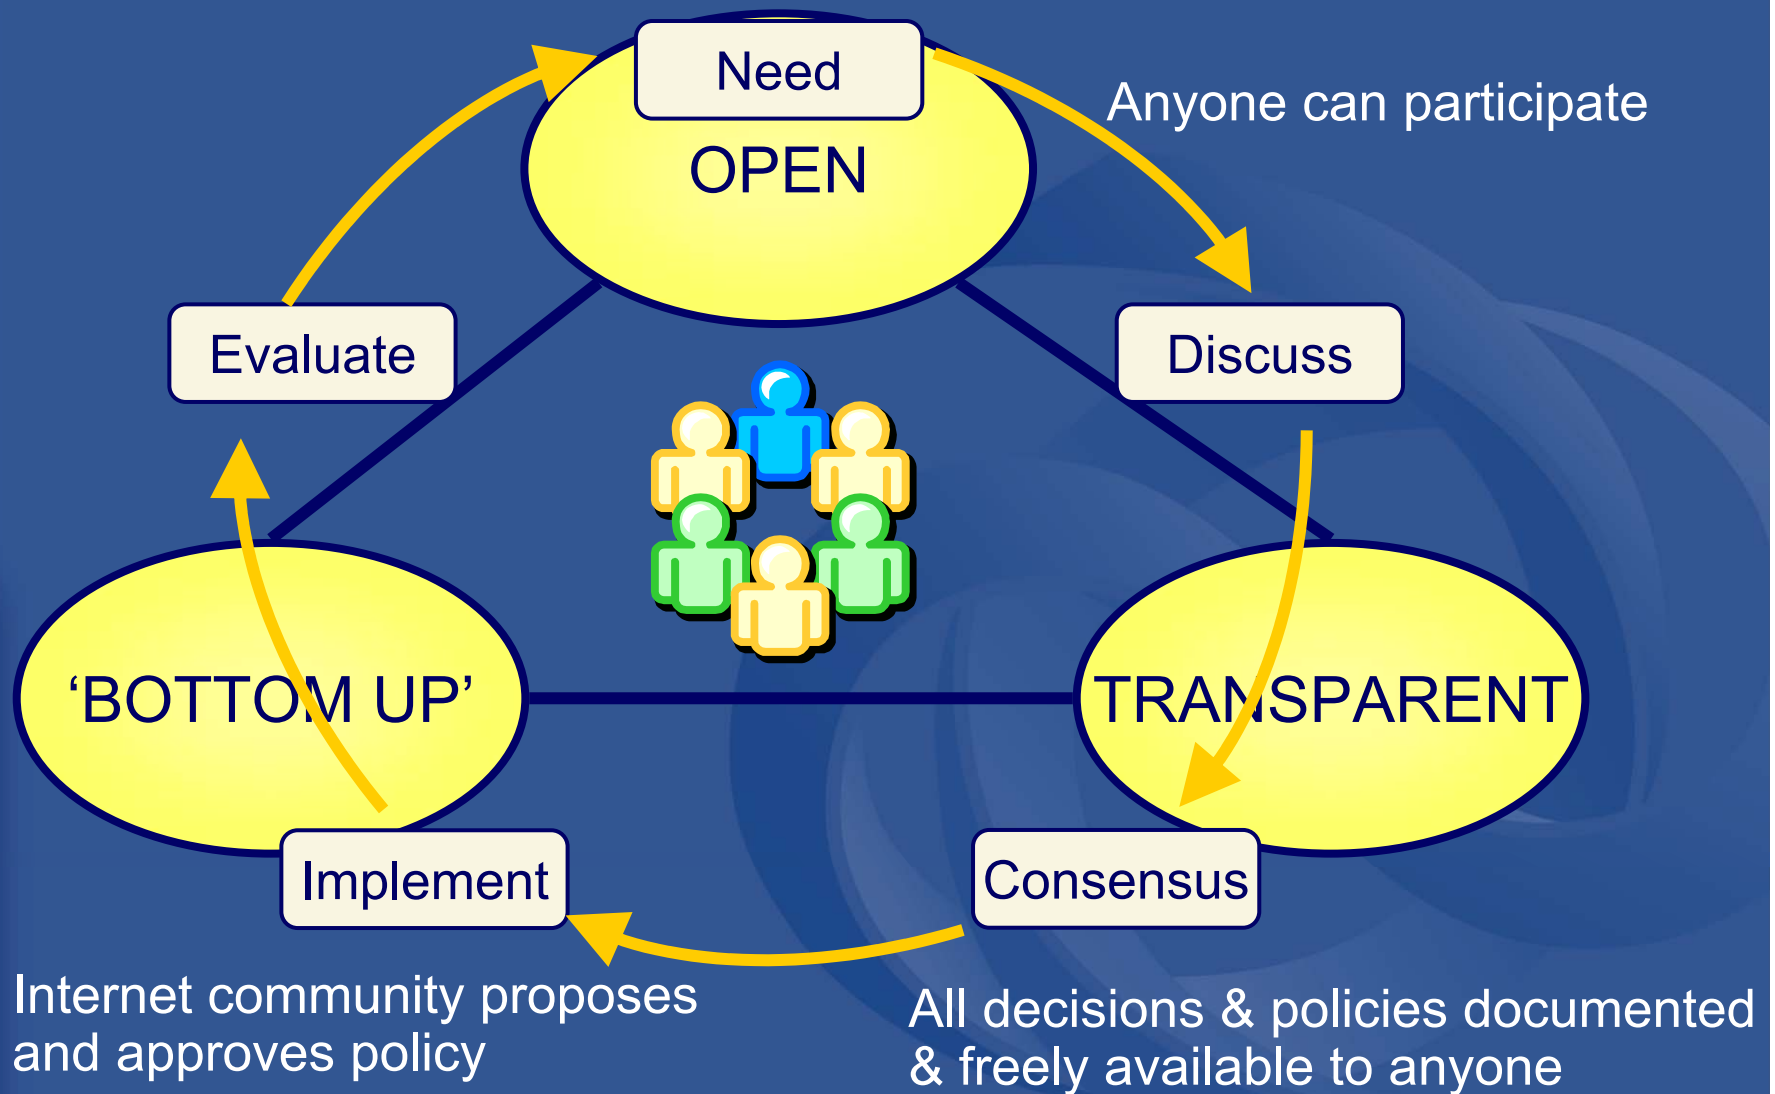 Need
Anyone can participate
OPEN
Evaluate
Discuss
‘BOTTOM UP’
TRANSPARENT
Implement
Consensus
Internet community proposes
and approves policy
All decisions & policies documented
& freely available to anyone